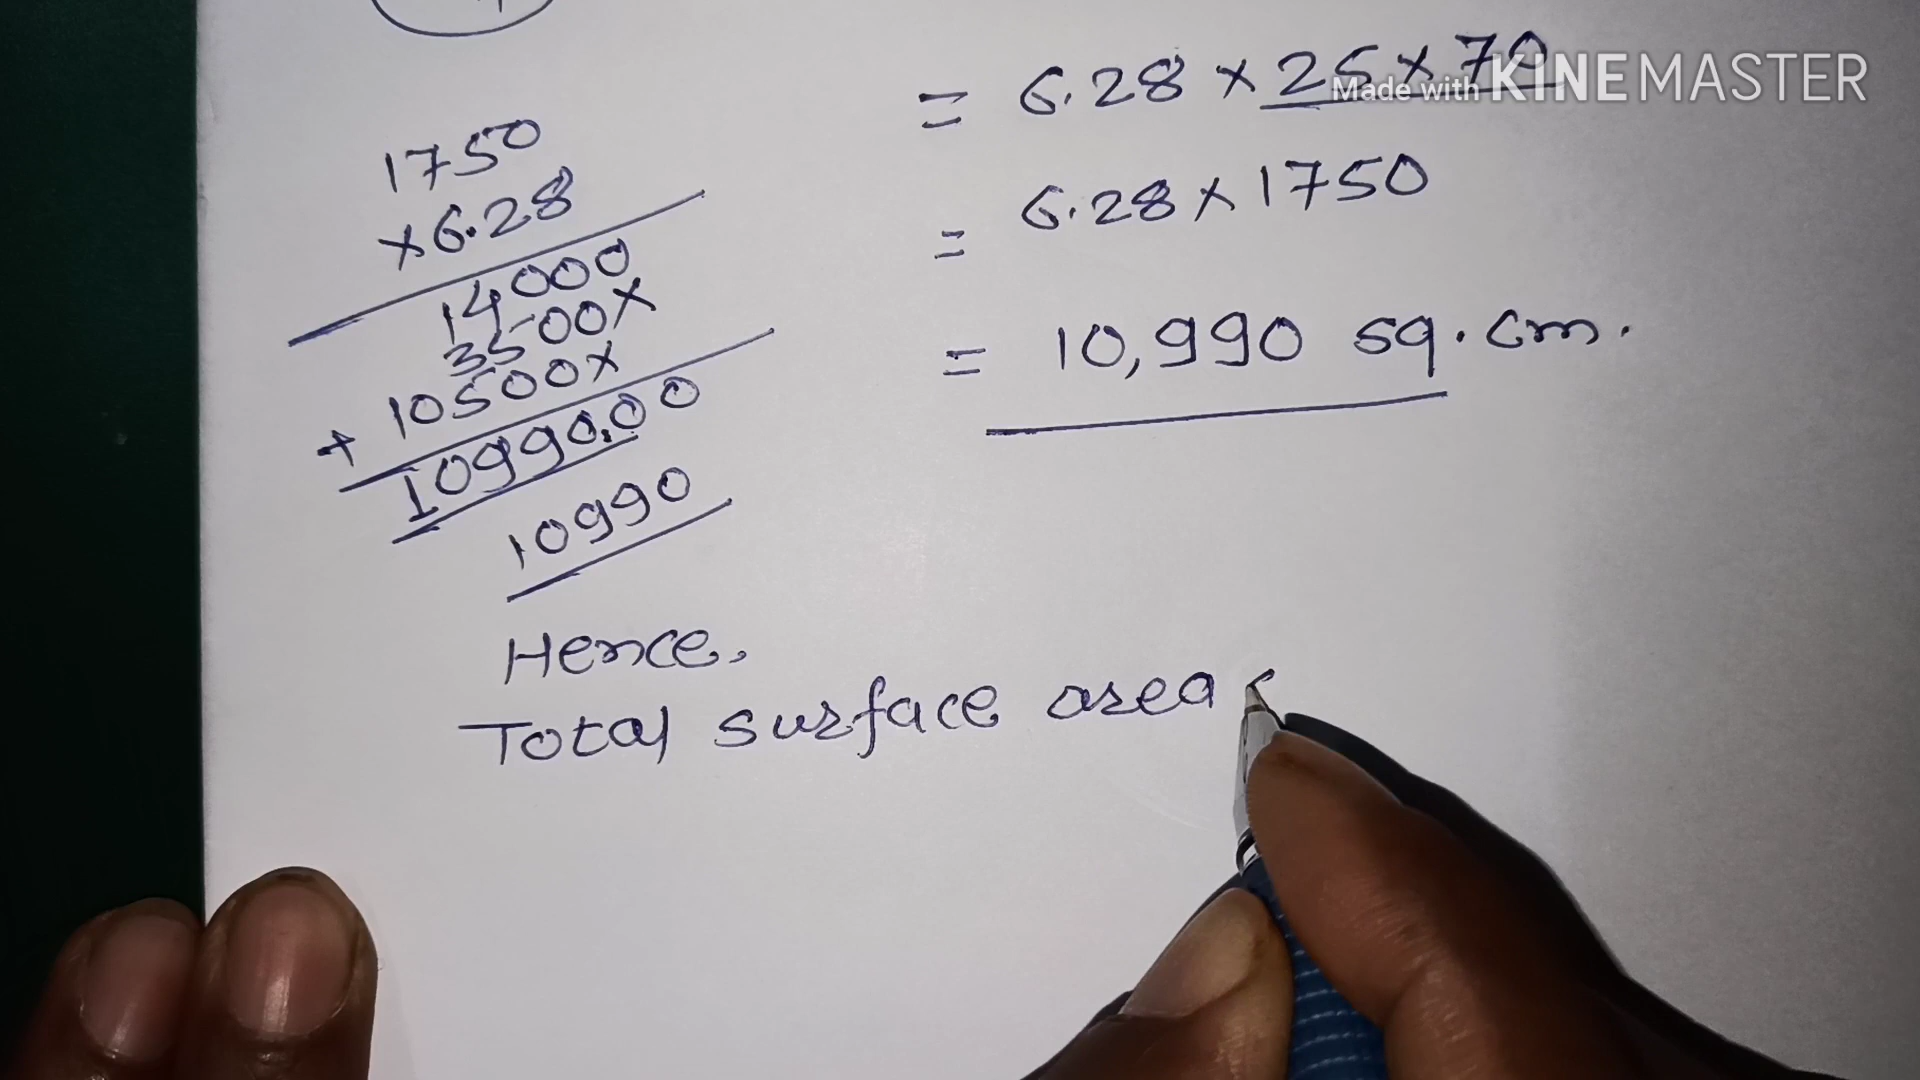 = 6.28 × 25 × 70
Made with KINEMASTER
= 6.28 × 1750
= 10,990 sq. cm.
1750
×6.28
14000
3500×
+ 10500×
10990.00
10990
Hence,
Total surface area